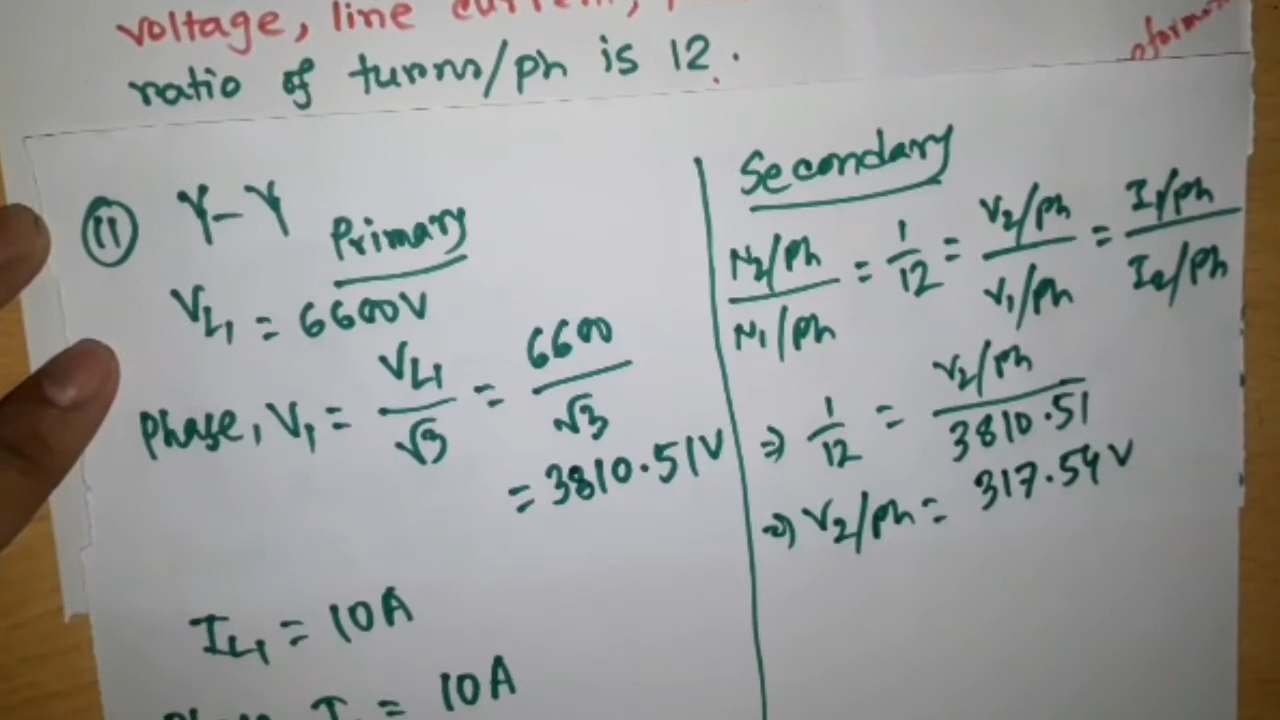 voltage, line current,
ratio of turns/ph is 12.
(11) Y-Y
Primary
VL1 = 6600V
Phase, V1 = VL1/√3 = 6600/√3
= 3810.51V
IL1 = 10A
= 10A
Secondary
N2/Ph / N1/Ph = 1/12 = V2/Ph / V1/Ph = I1/Ph / I2/Ph
⇒ 1/12 = V2/Ph / 3810.51
⇒ V2/Ph = 317.54V